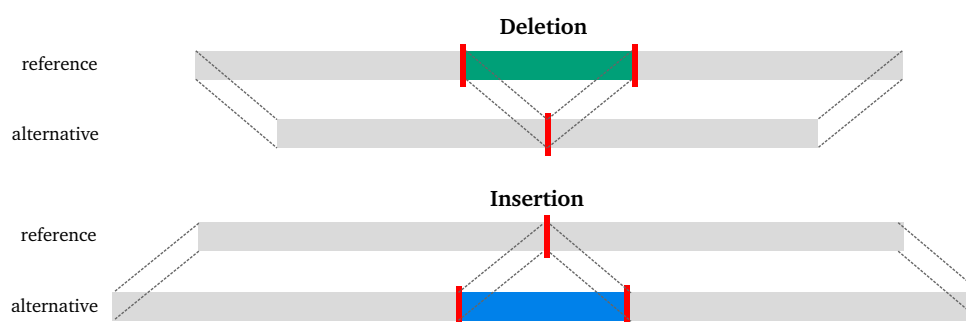 Deletion
reference
alternative
Insertion
reference
alternative